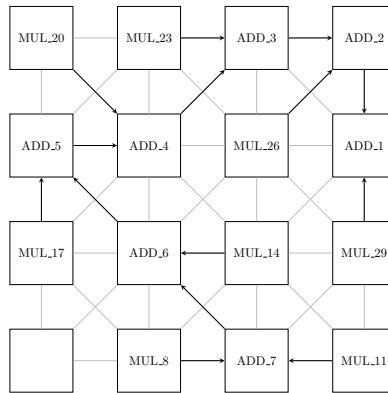 MUL_20 MUL_23 ADD_3 ADD_2
ADD_5 ADD_4 MUL_26 ADD_1
MUL_17 ADD_6 MUL_14 MUL_29
MUL_8 ADD_7 MUL_11